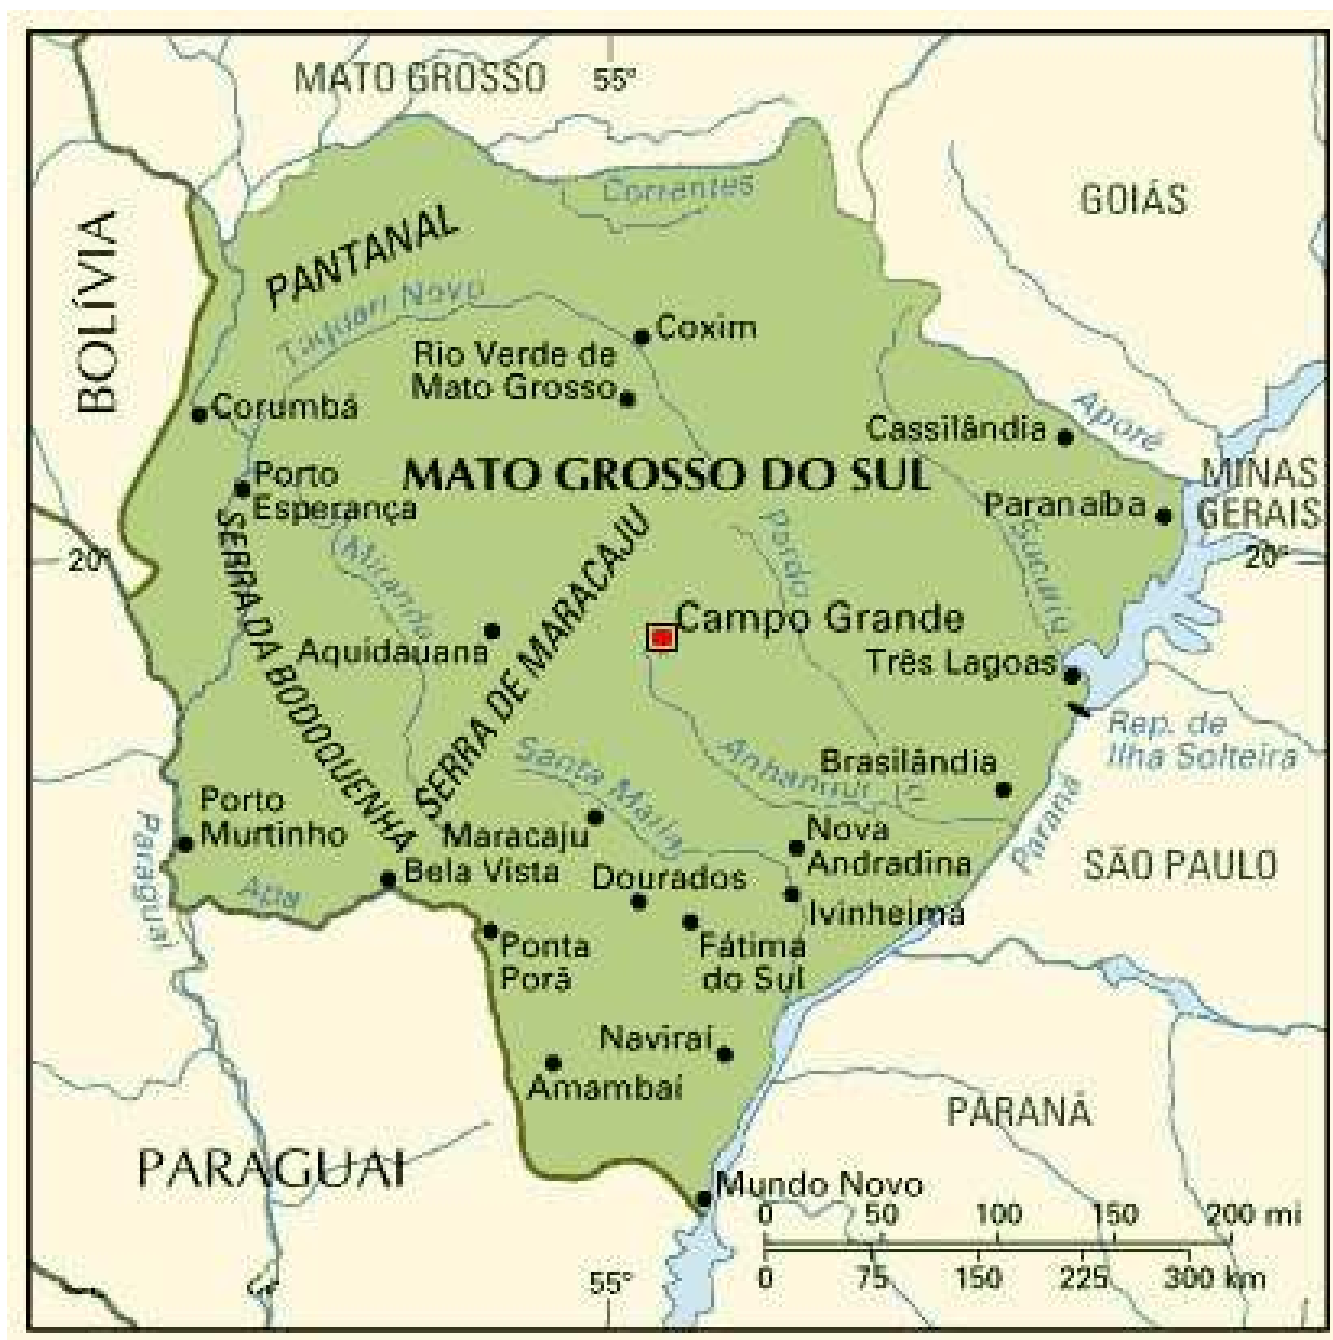 MATO GROSSO
55°
GOIÁS
BOLÍVIA
Correntes
PANTANAL
Taquari Novo
Coxim
Rio Verde de
Mato Grosso
Corumbá
Aporé
Cassilândia
MATO GROSSO DO SUL
MINAS
GERAIS
Porto
Esperança
Paranaíba
20°
20°
SERRA DA BODOQUENHA
SERRA DE MARACAJU
Miranda
Pardo
Sucuriú
Campo Grande
Aquidauana
Três Lagoas
Rep. de
Ilha Solteira
Santa Maria
Brasilândia
Porto
Murtinho
Maracaju
Nova
Andradina
Paraná
SÃO PAULO
Paraguai
Bela Vista
Dourados
Apa
Ivinheima
Ponta
Porã
Fátima
do Sul
Naviraí
Amambaí
PARANÁ
PARAGUAI
Mundo Novo
0 50 100 150 200 mi
0 75 150 225 300 km
55°